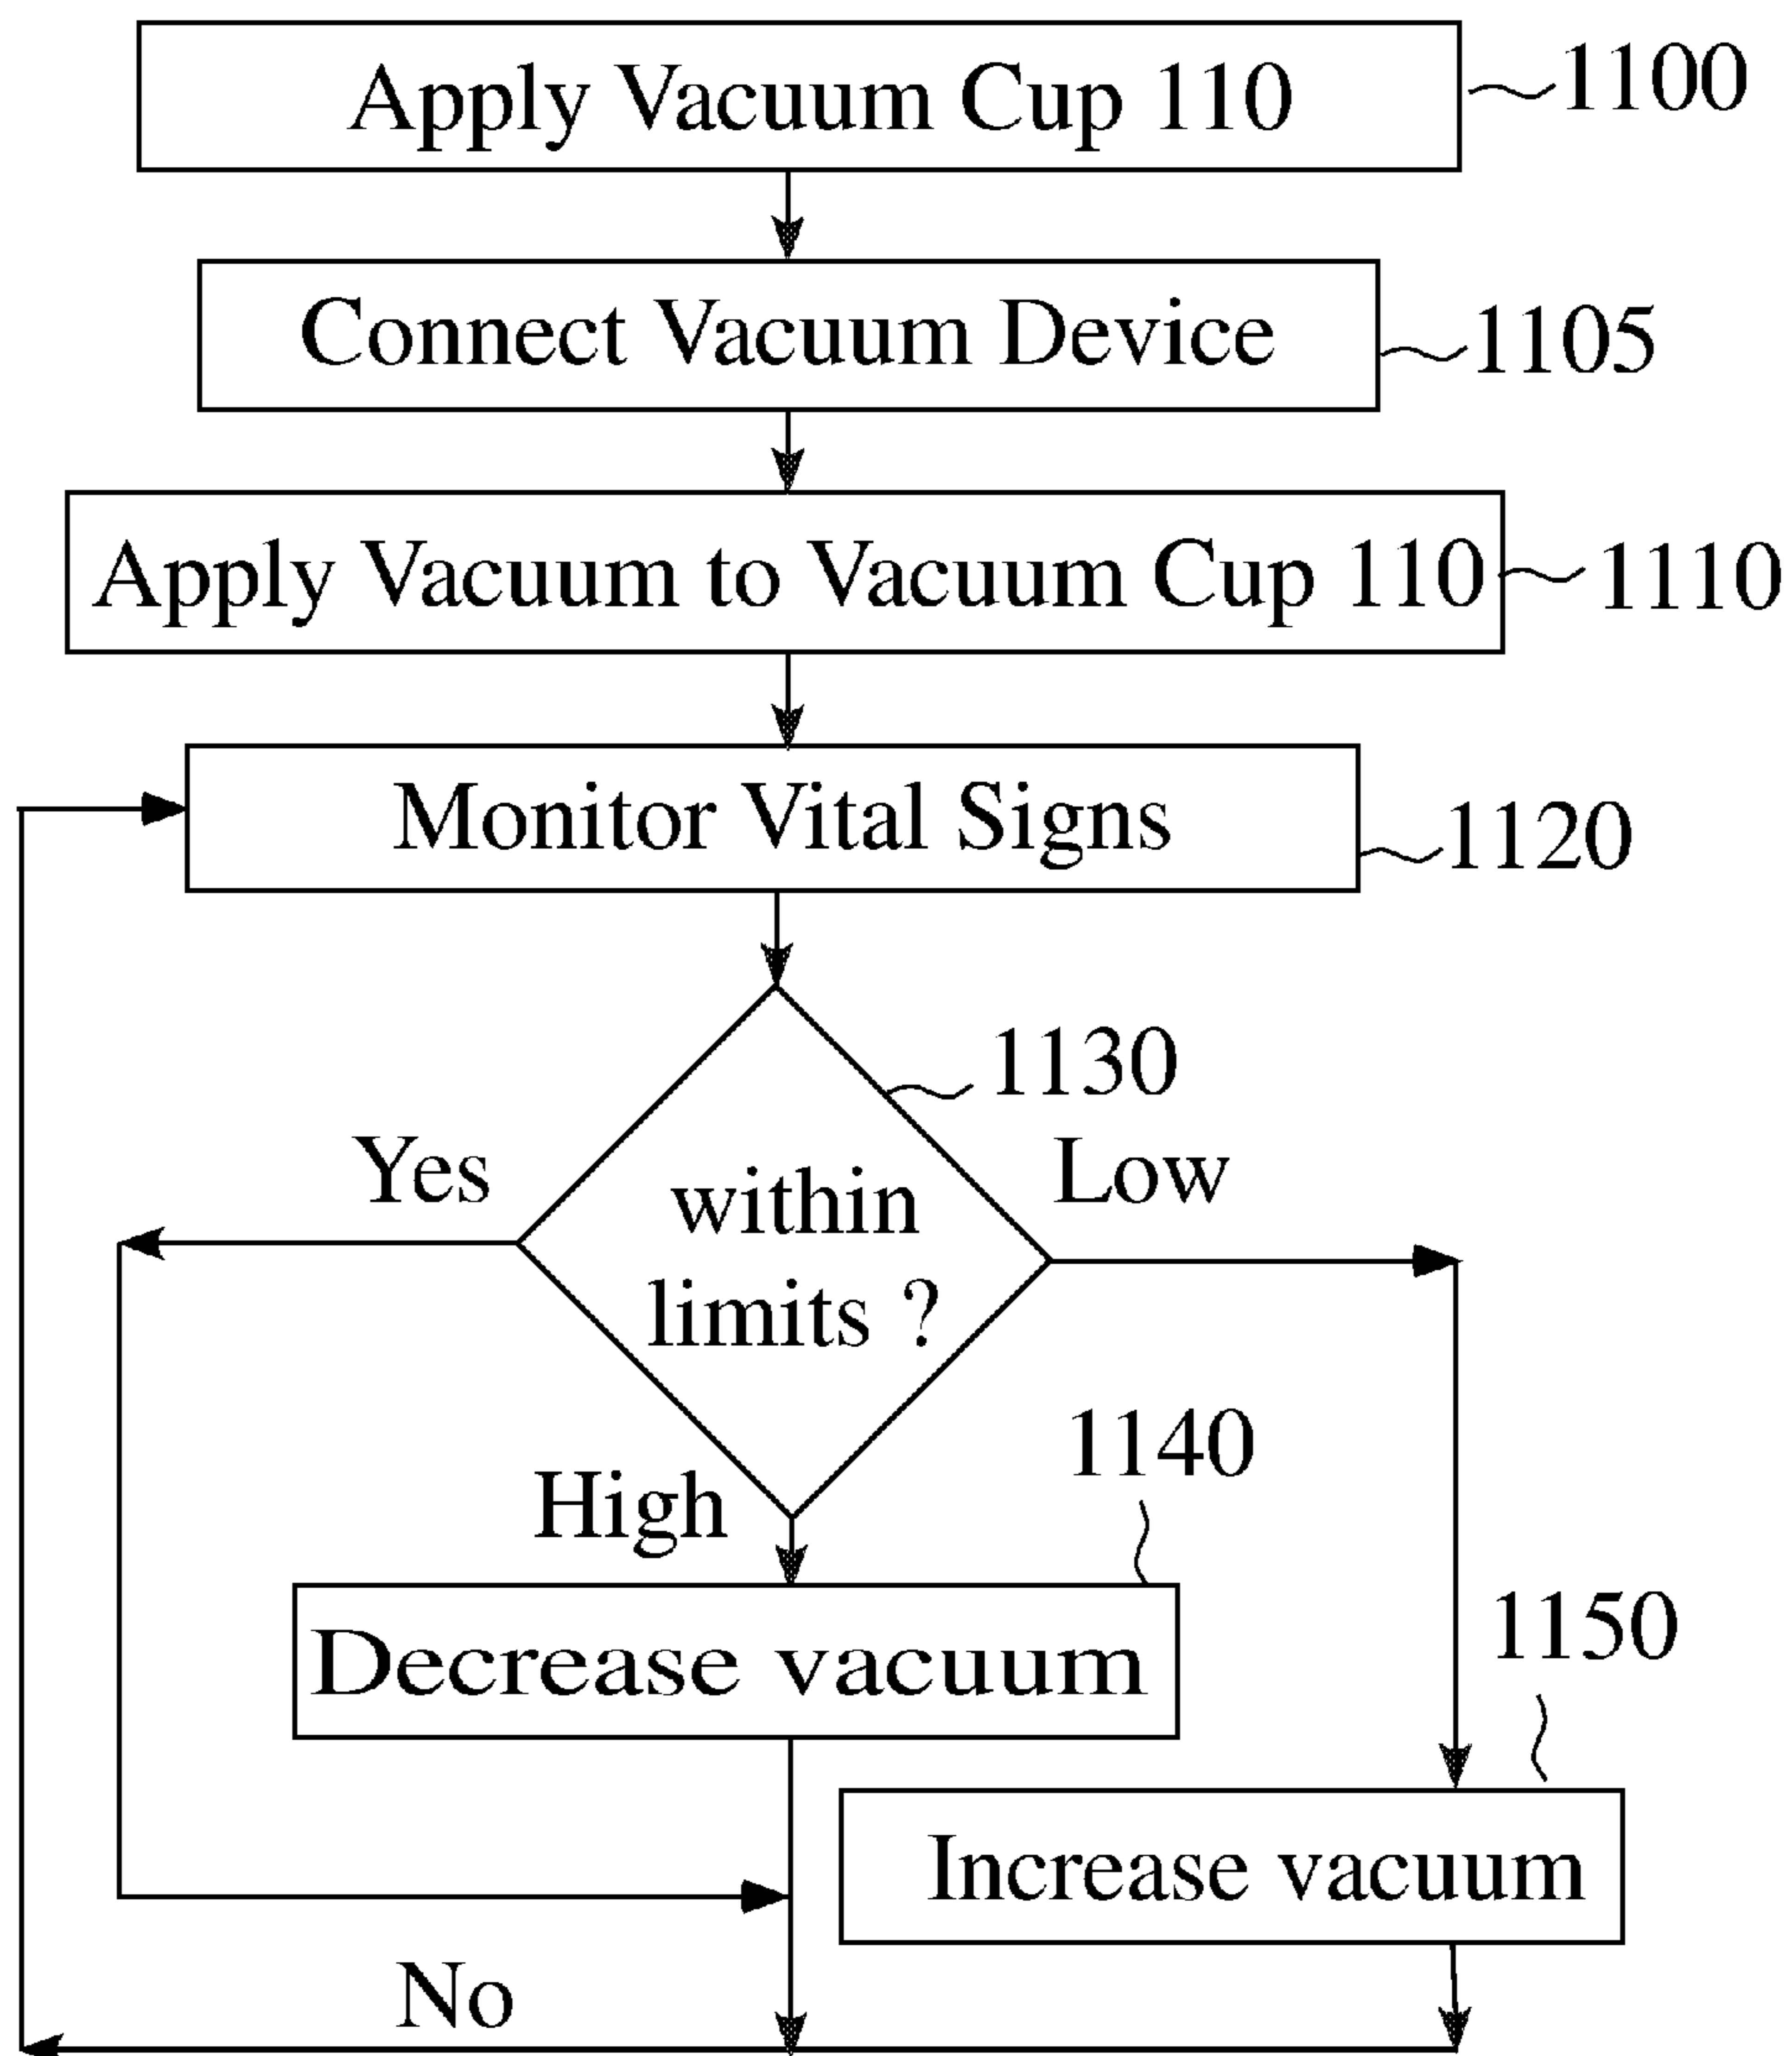 Apply Vacuum Cup 110
1100
Connect Vacuum Device
1105
Apply Vacuum to Vacuum Cup 110
1110
Monitor Vital Signs
1120
1130
Yes
Low
within
limits ?
1140
High
1150
Decrease vacuum
Increase vacuum
No